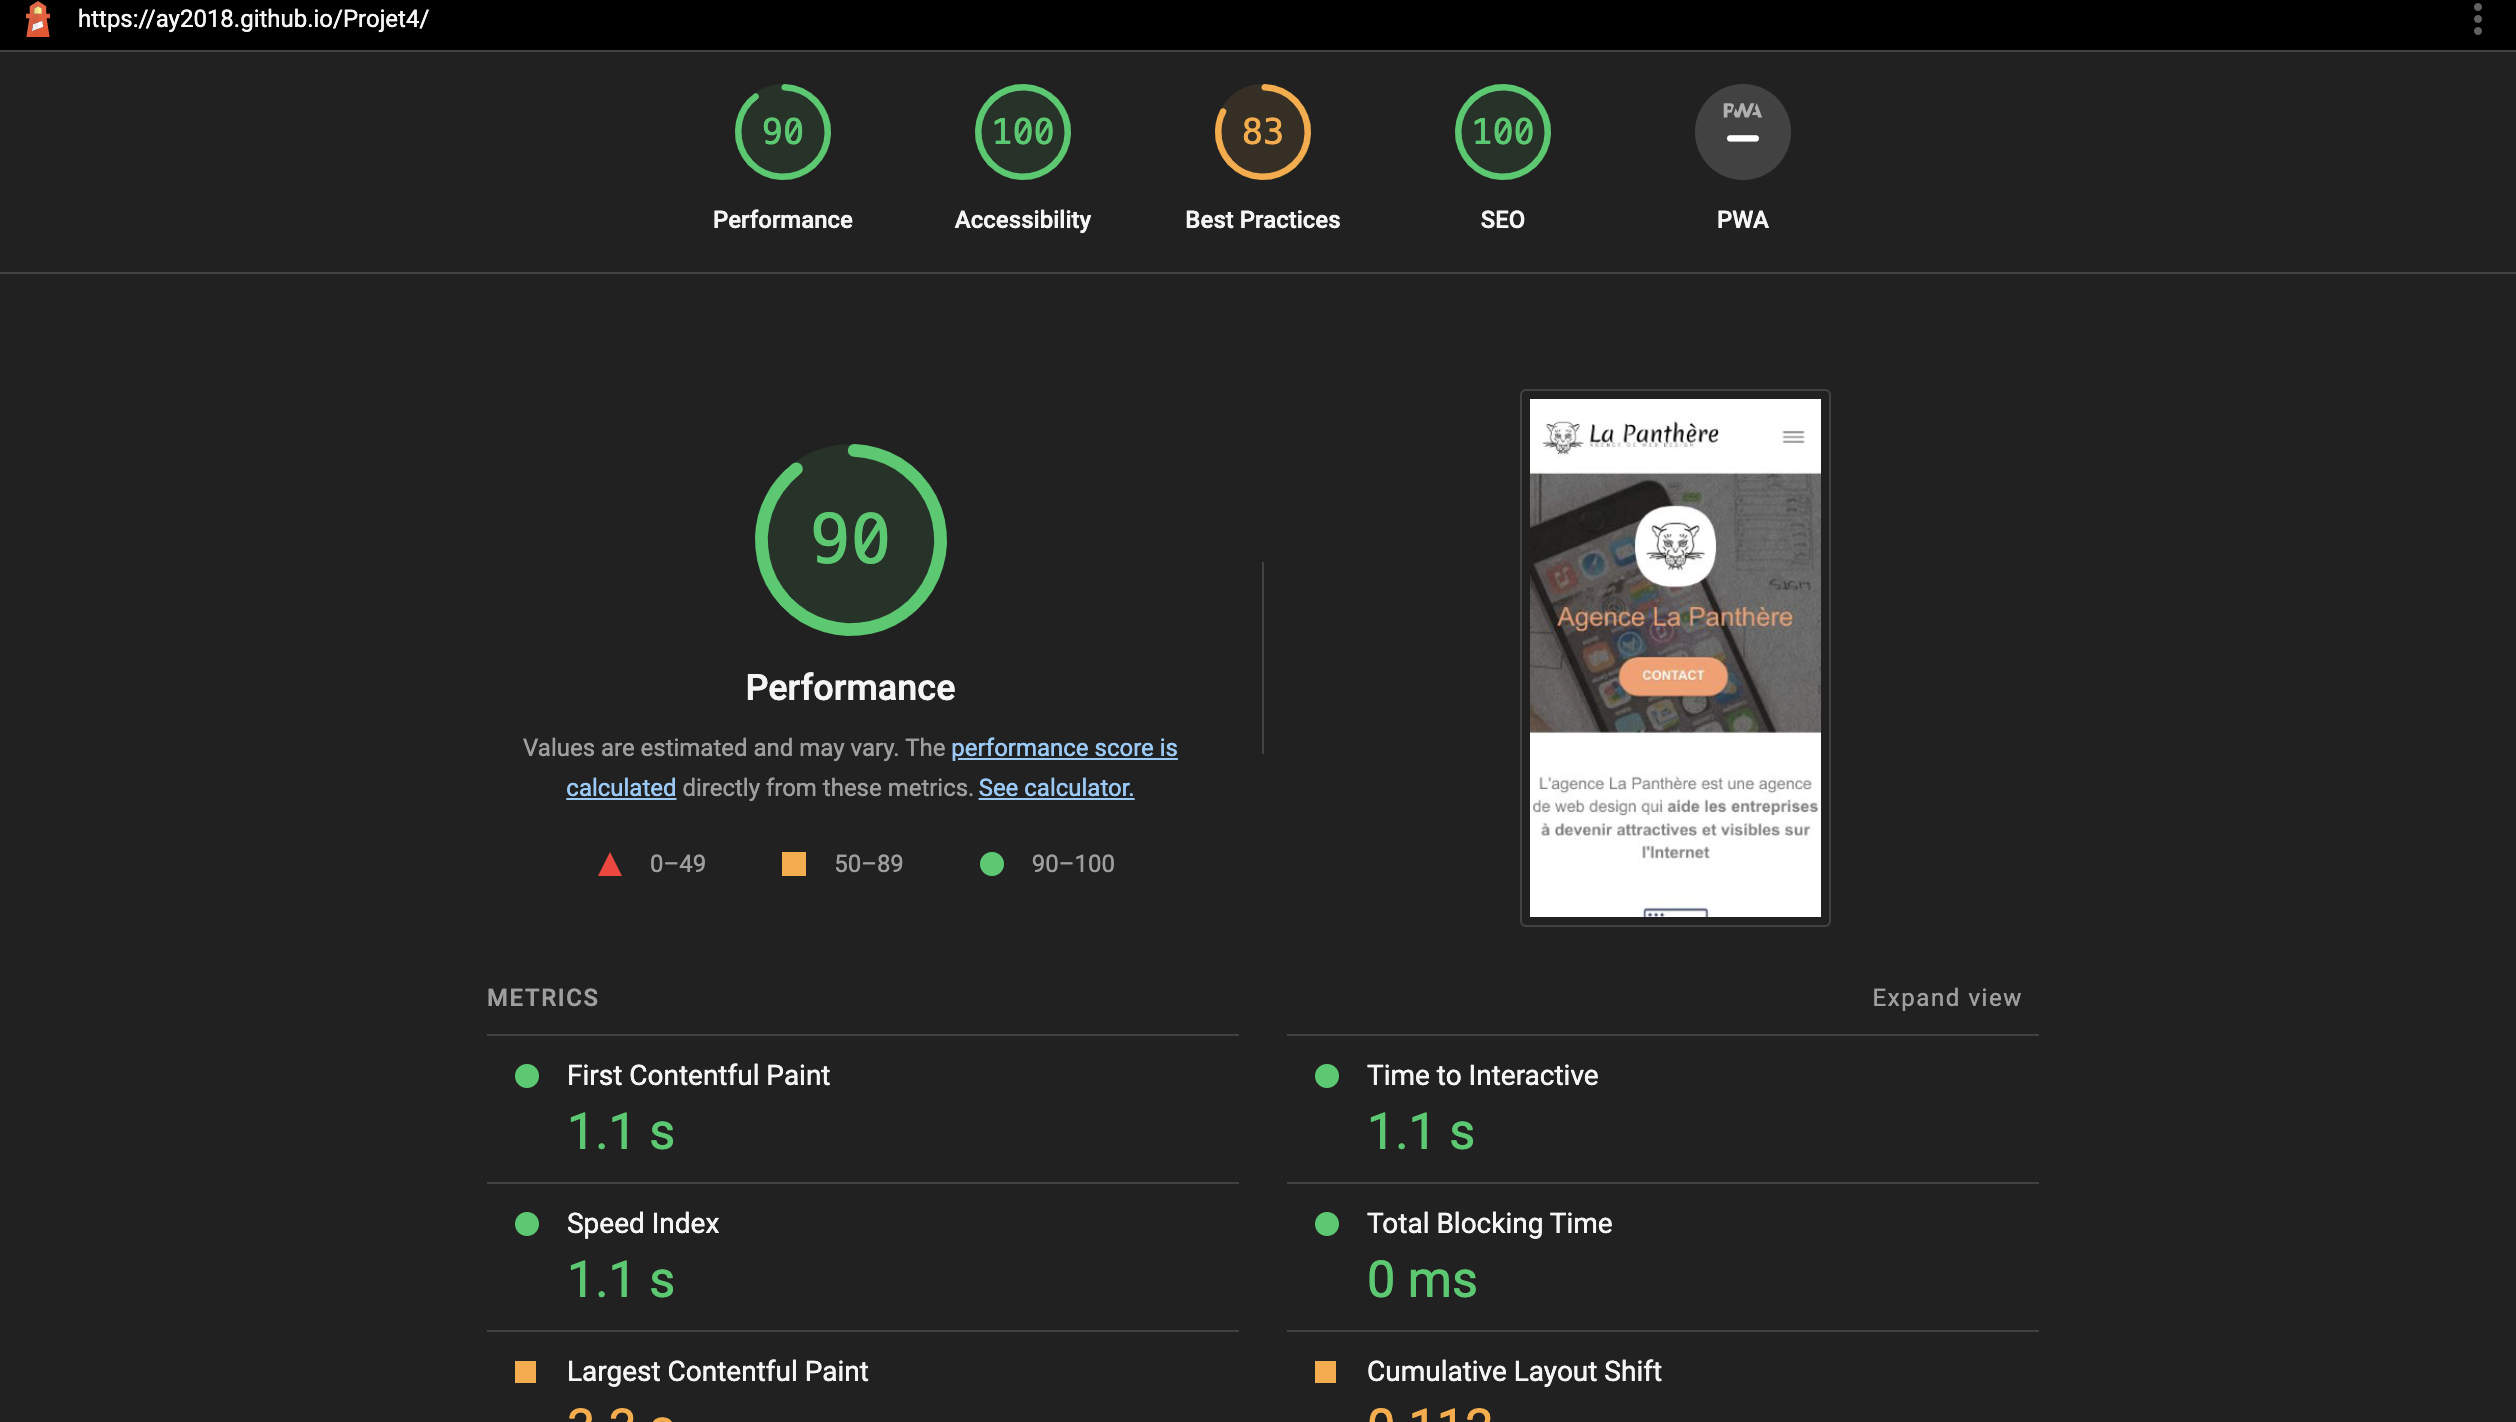 https://ay2018.github.io/Projet4/
90
100
83
100
PWA
Performance
Accessibility
Best Practices
SEO
PWA
90
Performance
Values are estimated and may vary. The performance score is
calculated directly from these metrics. See calculator.
0–49
50–89
90–100
La Panthère
AGENCE DE WEB DESIGN
Agence La Panthère
CONTACT
L'agence La Panthère est une agence
de web design qui aide les entreprises
à devenir attractives et visibles sur
l'Internet
METRICS
Expand view
First Contentful Paint
1.1 s
Time to Interactive
1.1 s
Speed Index
1.1 s
Total Blocking Time
0 ms
Largest Contentful Paint
Cumulative Layout Shift